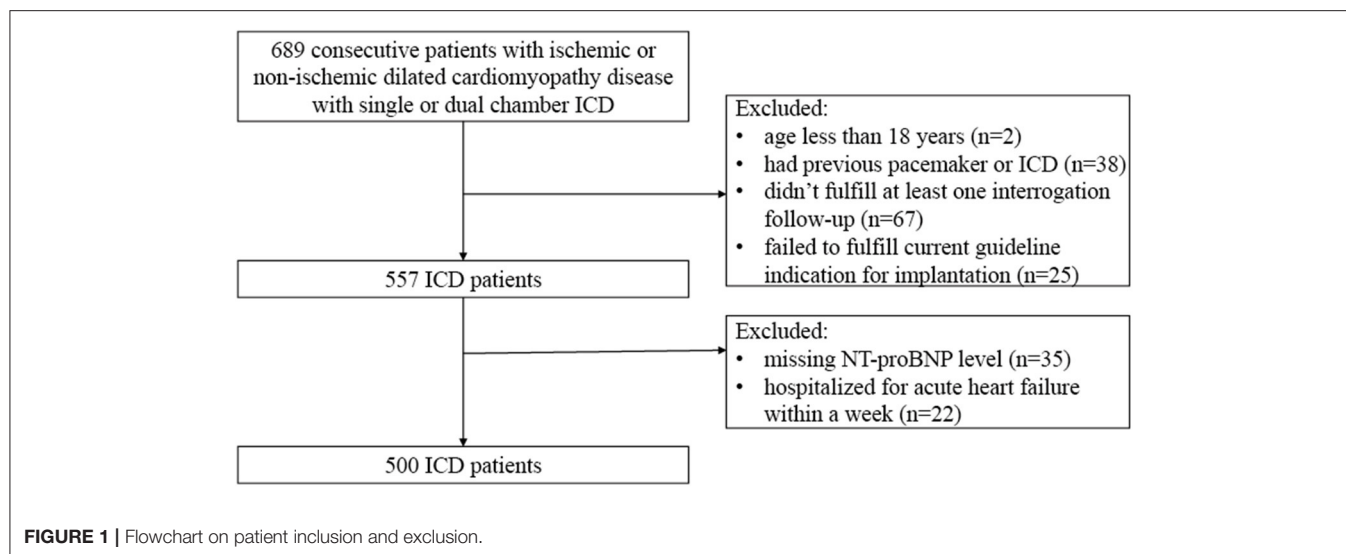 689 consecutive patients with ischemic or
non-ischemic dilated cardiomyopathy disease
with single or dual chamber ICD
Excluded:
• age less than 18 years (n=2)
• had previous pacemaker or ICD (n=38)
• didn't fulfill at least one interrogation
follow-up (n=67)
• failed to fulfill current guideline
indication for implantation (n=25)
557 ICD patients
Excluded:
• missing NT-proBNP level (n=35)
• hospitalized for acute heart failure
within a week (n=22)
500 ICD patients
FIGURE 1 | Flowchart on patient inclusion and exclusion.